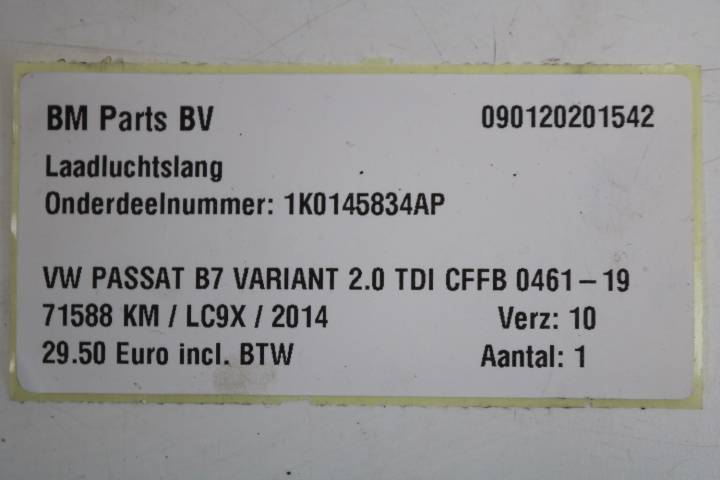 BM Parts BV 090120201542
Laadluchtslang
Onderdeelnummer: 1K0145834AP
VW PASSAT B7 VARIANT 2.0 TDI CFFB 0461-19
71588 KM / LC9X / 2014 Verz: 10
29.50 Euro incl. BTW Aantal: 1